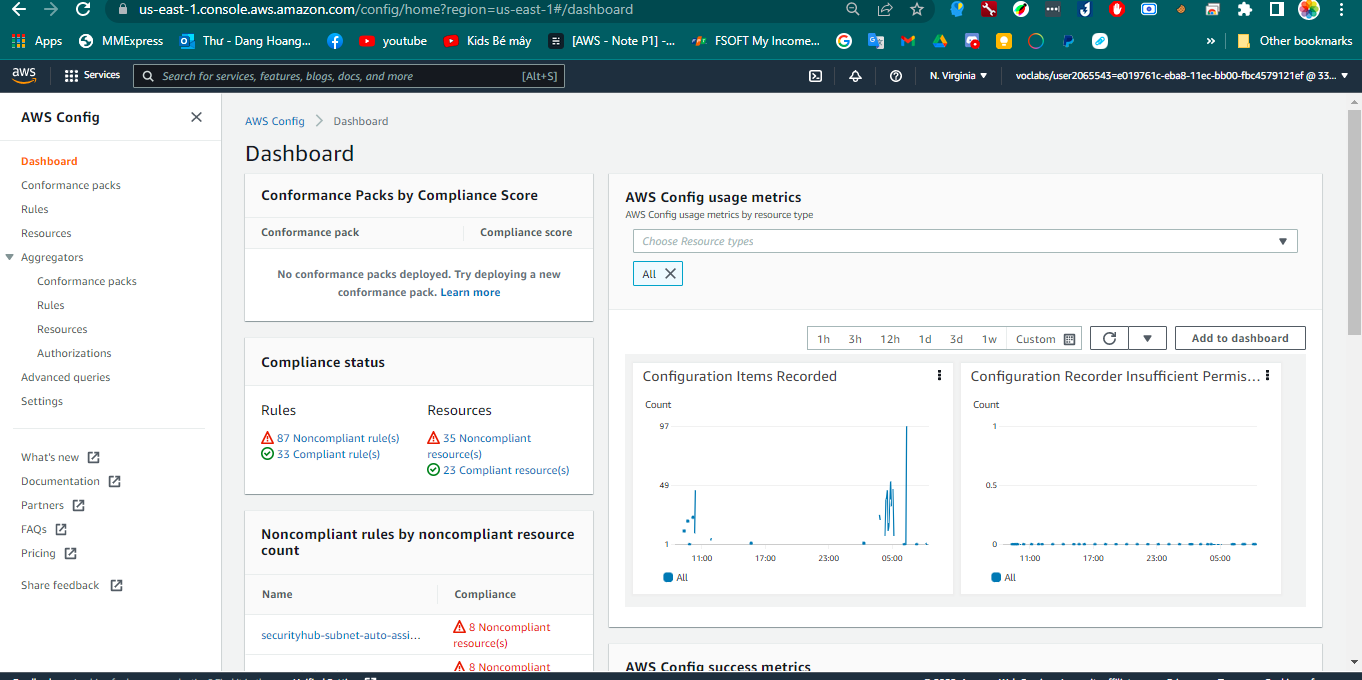 us-east-1.console.aws.amazon.com/config/home?region=us-east-1#/dashboard
Apps MMExpress Thư - Dang Hoang... youtube Kids Bé mây [AWS - Note P1] -... FSOFT My Income... » Other bookmarks
aws Services Search for services, features, blogs, docs, and more [Alt+S] N. Virginia voclabs/user2065543=e019761c-eba8-11ec-bb00-fbc4579121ef @ 33...
AWS Config
Dashboard
Conformance packs
Rules
Resources
Aggregators
Conformance packs
Rules
Resources
Authorizations
Advanced queries
Settings
What's new
Documentation
Partners
FAQs
Pricing
Share feedback
AWS Config Dashboard
Dashboard
Conformance Packs by Compliance Score
Conformance pack Compliance score
No conformance packs deployed. Try deploying a new
conformance pack. Learn more
Compliance status
Rules Resources
87 Noncompliant rule(s)
33 Compliant rule(s)
35 Noncompliant
resource(s)
23 Compliant resource(s)
Noncompliant rules by noncompliant resource
count
Name Compliance
securityhub-subnet-auto-assi...
8 Noncompliant
resource(s)
8 Noncompliant
AWS Config usage metrics
AWS Config usage metrics by resource type
Choose Resource types
All
1h 3h 12h 1d 3d 1w Custom Add to dashboard
Configuration Items Recorded
Count
97
49
1
11:00 17:00 23:00 05:00
All
Configuration Recorder Insufficient Permis...
Count
1
0.5
0
11:00 17:00 23:00 05:00
All
AWS Config success metrics